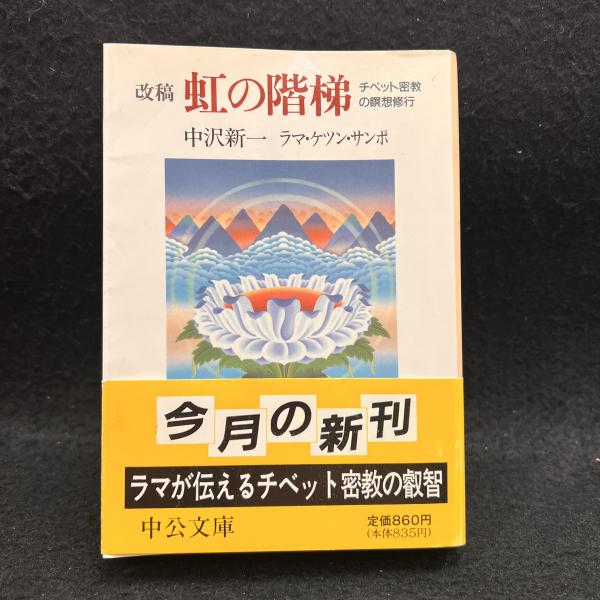 改稿 虹の階梯 チベット密教
の瞑想修行
中沢新一 ラマ・ケツン・サンポ
今月の新刊
ラマが伝えるチベット密教の叡智
中公文庫
定価860円
(本体835円)